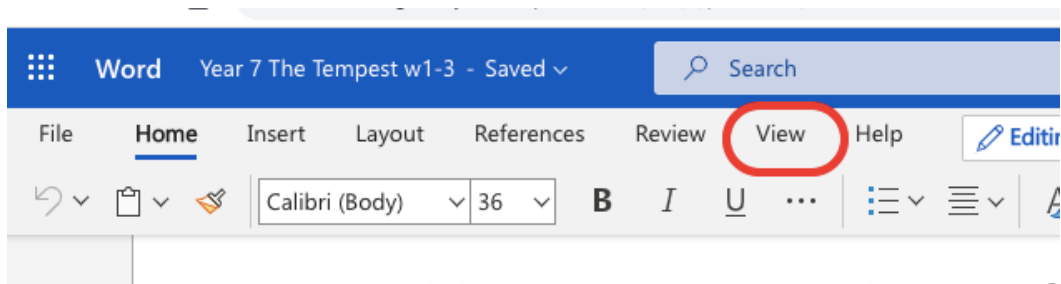 Word Year 7 The Tempest w1-3 - Saved Search
File Home Insert Layout References Review View Help
Calibri (Body) 36 B I U ...